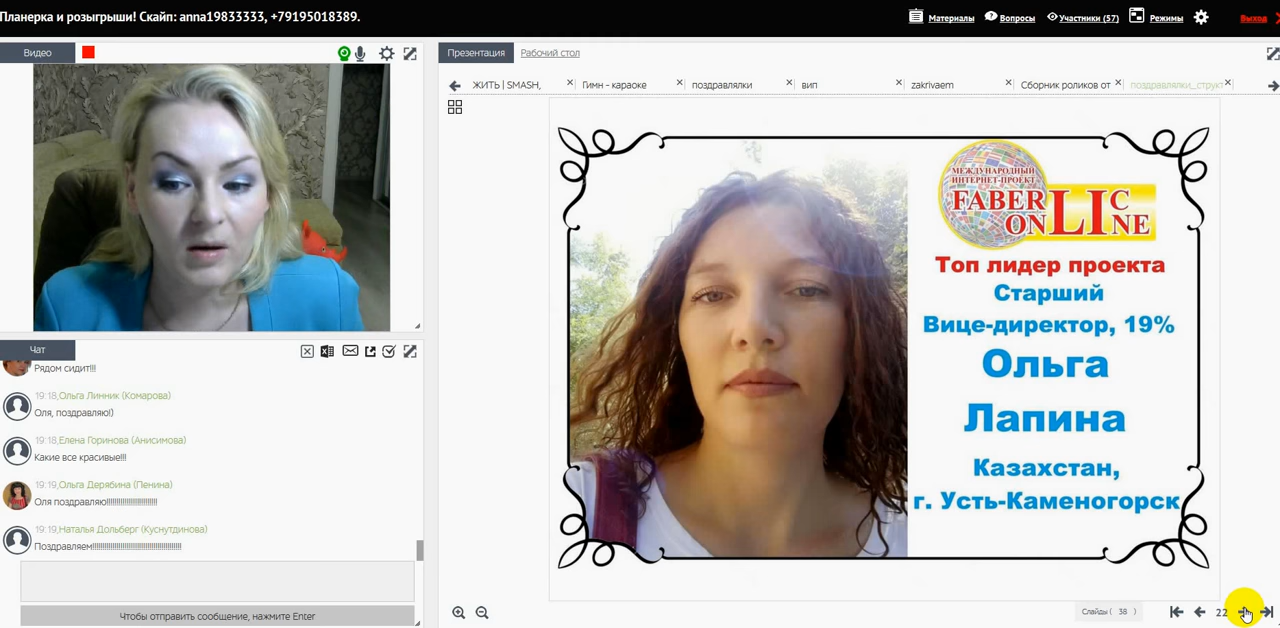 Планерка и розыгрыши! Скайп: anna19833333, +79195018389.
Материалы
Вопросы
Участники (57)
Режимы
Выход
Видео
Презентация
Рабочий стол
ЖИТЬ | SMASH,
Гимн - караоке
поздравлялки
вип
zakrivaem
Сборник роликов от
поздравлялки_структ
МЕЖДУНАРОДНЫЙ
ИНТЕРНЕТ-ПРОЕКТ
FABERLIC
ONLINE
Топ лидер проекта
Старший
Вице-директор, 19%
Ольга
Лапина
Казахстан,
г. Усть-Каменогорск
Чат
Рядом сидит!!!
19:18,Ольга Линник (Комарова)
Оля, поздравляю!)
19:18,Елена Горинова (Анисимова)
Какие все красивые!!!
19:19,Ольга Дерябина (Пенина)
Оля поздравляю!!!!!!!!!!!!!!!!!!!!!!!!!!!!
19:19,Наталья Дольберг (Куснутдинова)
Поздравляем!!!!!!!!!!!!!!!!!!!!!!!!!!!!!!!!!!!!!!!!!!!!!!!!
Чтобы отправить сообщение, нажмите Enter
Слайды ( 38 )
22